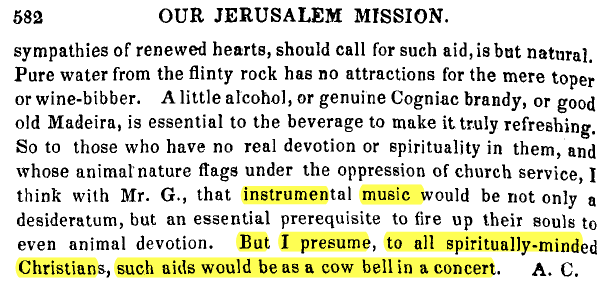 582 OUR JERUSALEM MISSION.
sympathies of renewed hearts, should call for such aid, is but natural.
Pure water from the flinty rock has no attractions for the mere toper
or wine-bibber. A little alcohol, or genuine Cogniac brandy, or good
old Madeira, is essential to the beverage to make it truly refreshing.
So to those who have no real devotion or spirituality in them, and
whose animal nature flags under the oppression of church service, I
think with Mr. G., that instrumental music would be not only a
desideratum, but an essential prerequisite to fire up their souls to
even animal devotion. But I presume, to all spiritually-minded
Christians, such aids would be as a cow bell in a concert. A. C.